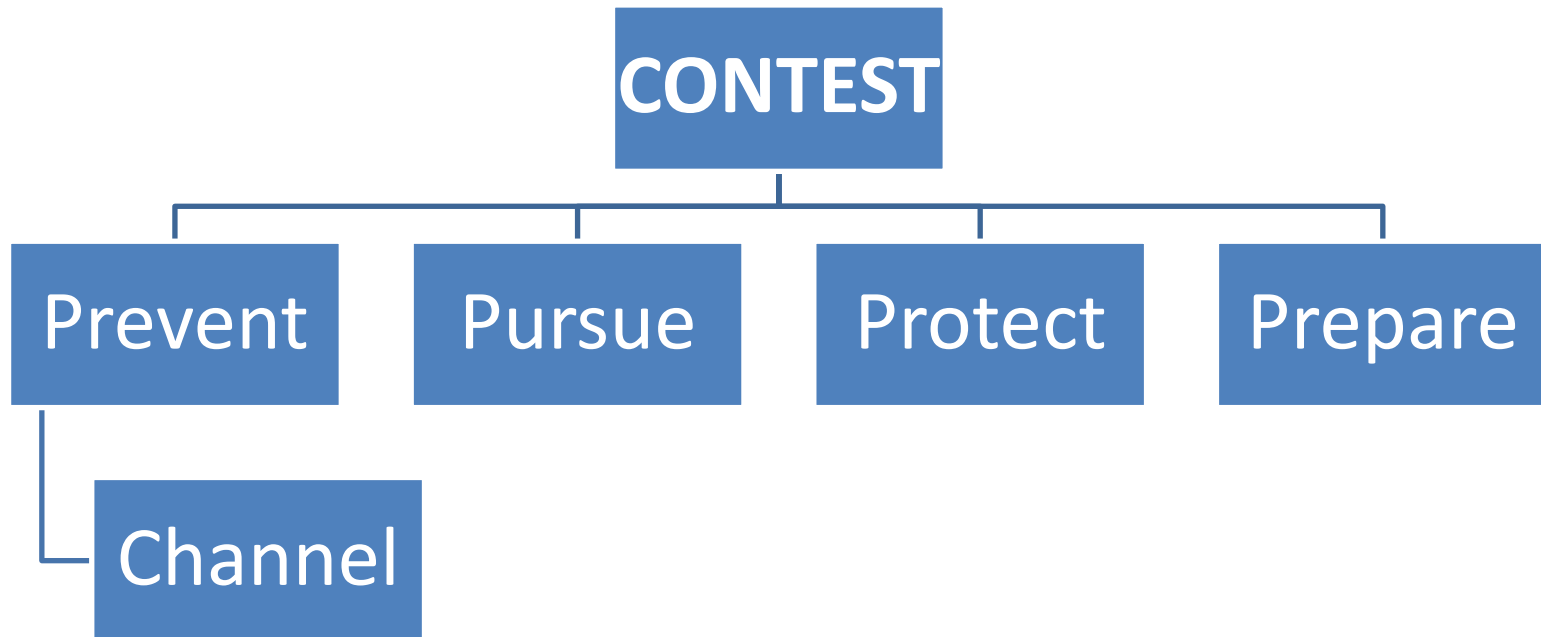 CONTEST
Prevent
Pursue
Protect
Prepare
Channel